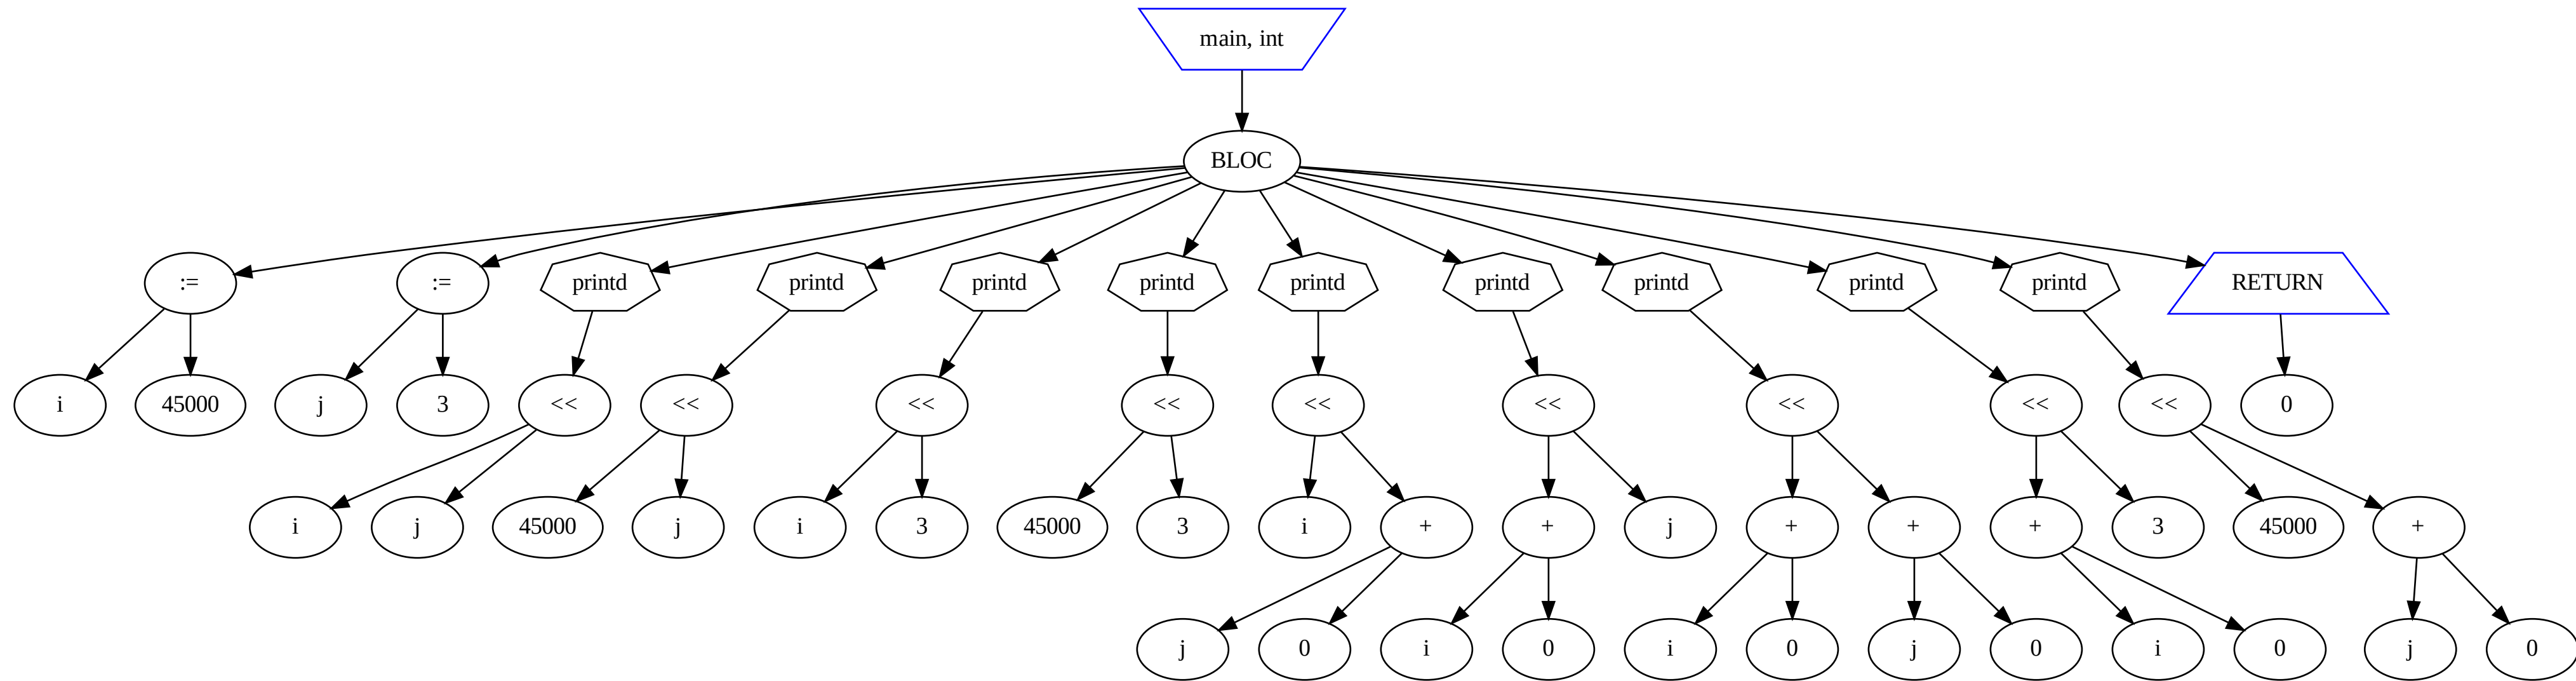 main, int
BLOC
:= := printd printd printd printd printd printd printd printd printd RETURN
i 45000 j 3 << << << << << << << << << 0
i j 45000 j i 3 45000 3 i + + j + + + 3 45000 +
j 0 i 0 i 0 j 0 i 0 j 0